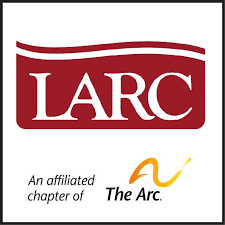 LARC
An affiliated
chapter of The Arc®